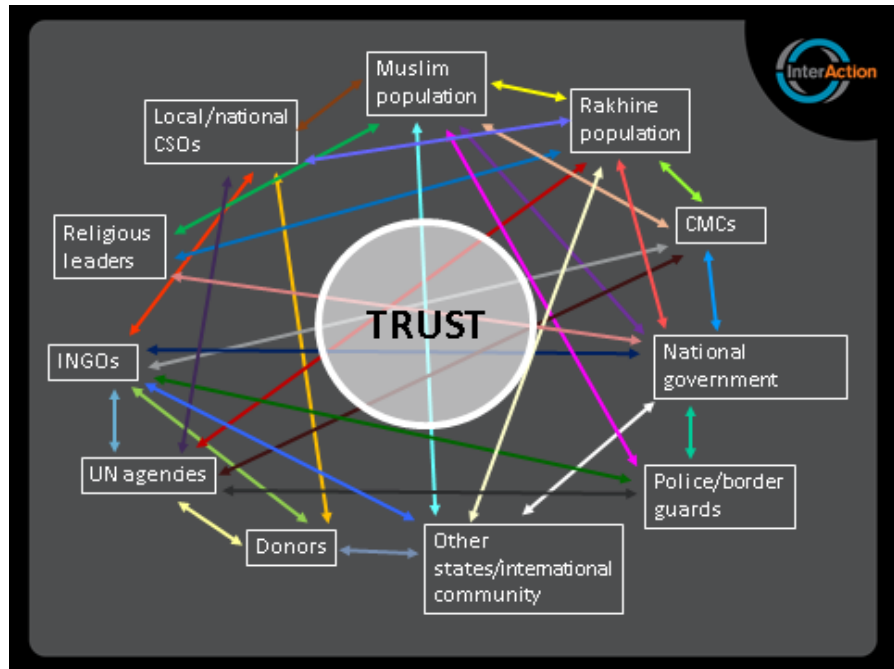 InterAction
Muslim
population
Local/national
CSOs
Rakhine
population
Religious
leaders
CMCs
TRUST
INGOs
National
government
UN agencies
Police/border
guards
Donors
Other
states/international
community